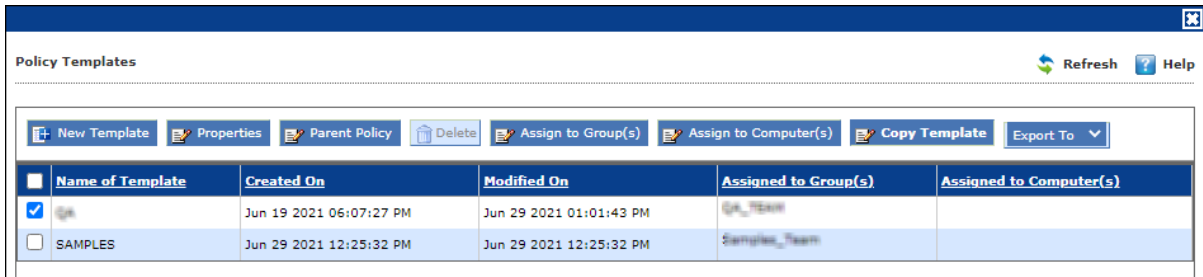 Policy Templates Refresh ? Help
New Template Properties Parent Policy Delete Assign to Group(s) Assign to Computer(s) Copy Template Export To
Name of Template Created On Modified On Assigned to Group(s) Assigned to Computer(s)
Jun 19 2021 06:07:27 PM Jun 29 2021 01:01:43 PM
SAMPLES Jun 29 2021 12:25:32 PM Jun 29 2021 12:25:32 PM